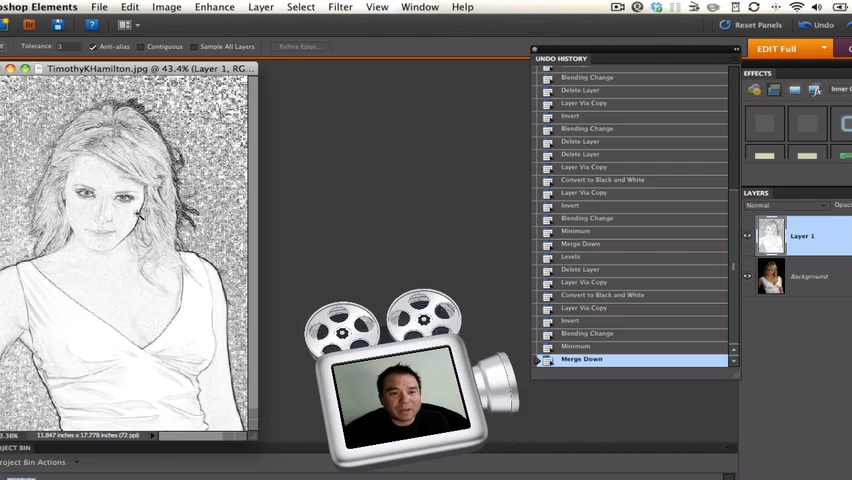 oshop Elements File Edit Image Enhance Layer Select Filter View Window Help
Br ? Reset Panels Undo
Tolerance: 3 Anti-alias Contiguous Sample All Layers Refine Edge...
EDIT Full
TimothyKHamilton.jpg @ 43.4% (Layer 1, RG...
UNDO HISTORY
Blending Change
Delete Layer
Layer Via Copy
Invert
Blending Change
Delete Layer
Delete Layer
Layer Via Copy
Convert to Black and White
Layer Via Copy
Invert
Blending Change
Minimum
Merge Down
Levels
Delete Layer
Layer Via Copy
Convert to Black and White
Layer Via Copy
Invert
Blending Change
Minimum
Merge Down
EFFECTS
Inner G
LAYERS
Normal Opac
Layer 1
Background
3.36% 11.847 inches x 17.778 inches (72 ppi)
ROJECT BIN
Project Bin Actions